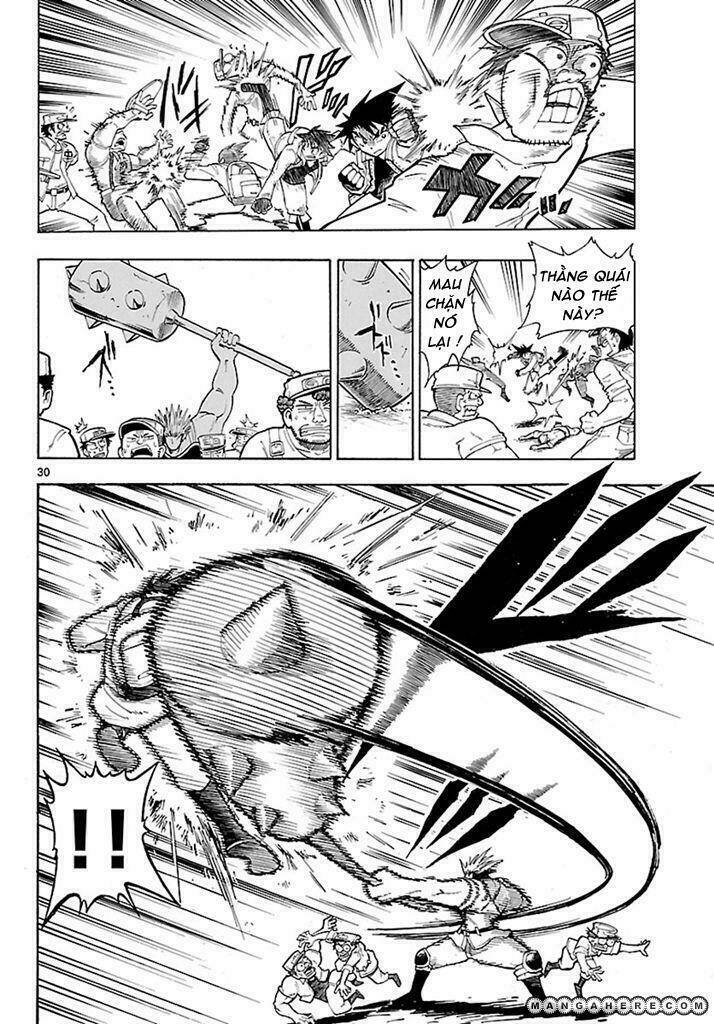 THẰNG QUÁI
NÀO THẾ
NÀY?
MAU
CHẶN
NÓ
LẠI !
30
!!
MANGAHERE.COM